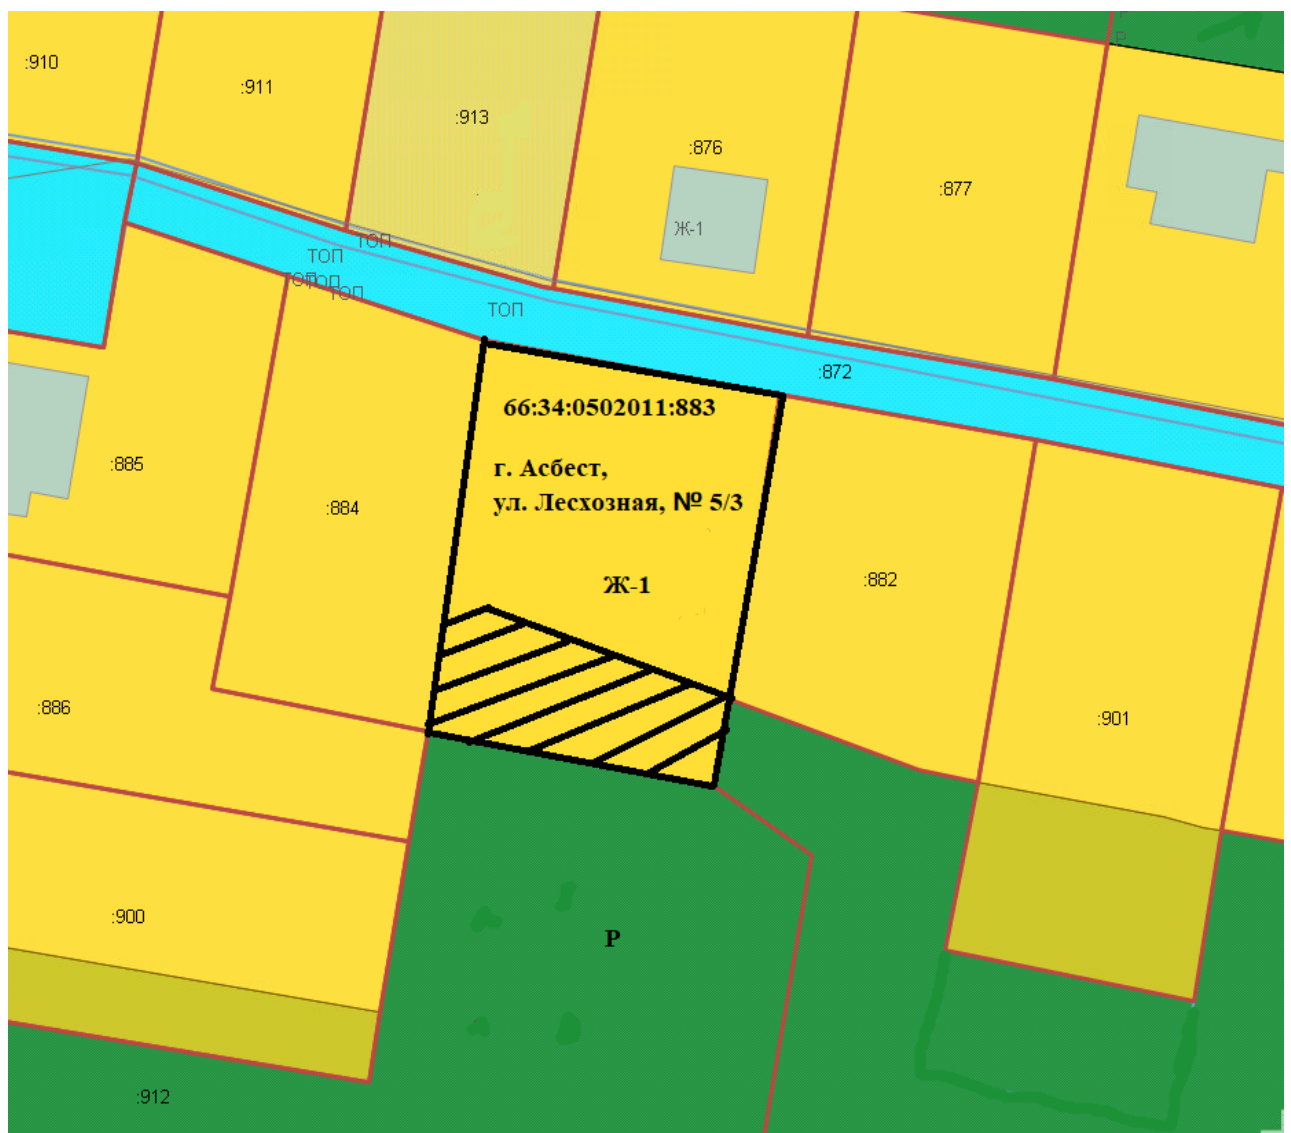 Р
:910
:911
:913
:876
:877
Ж-1
ТОП
ТОП
ТОП
ТОП
ТОП
ТОП
:872
66:34:0502011:883
г. Асбест,
ул. Лесхозная, № 5/3
:885
:884
Ж-1
:882
:886
:901
:900
Р
:912